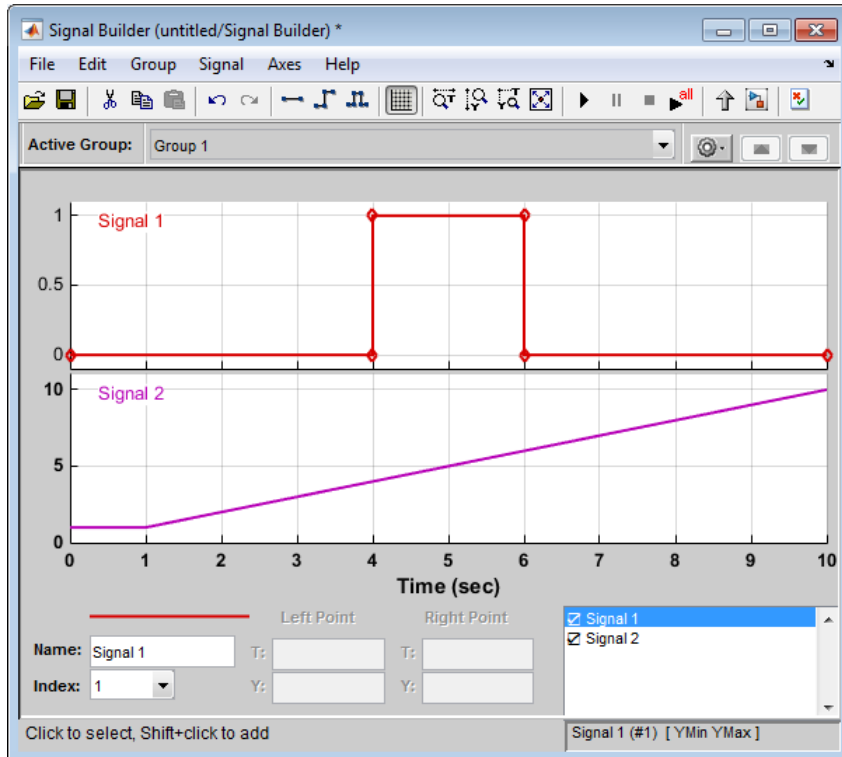 Signal Builder (untitled/Signal Builder) *
File Edit Group Signal Axes Help
all
Active Group: Group 1
Signal 1
1
0.5
0
Signal 2
10
5
0
0 1 2 3 4 5 6 7 8 9 10
Time (sec)
Left Point Right Point
Name: Signal 1 T: T:
Index: 1 Y: Y:
Signal 1
Signal 2
Click to select, Shift+click to add
Signal 1 (#1) [ YMin YMax ]